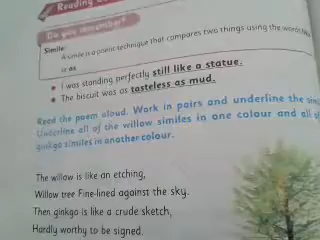 Reading
Do you remember?
Simile:
A simile is a poetic technique that compares two things using the words like
or as.
I was standing perfectly still like a statue.
The biscuit was as tasteless as mud.
Read the poem aloud. Work in pairs and underline the
Underline all of the willow similes in one colour and all
ginkgo similes in another colour.
The willow is like an etching,
Willow tree Fine-lined against the sky.
Then ginkgo is like a crude sketch,
Hardly worthy to be signed.